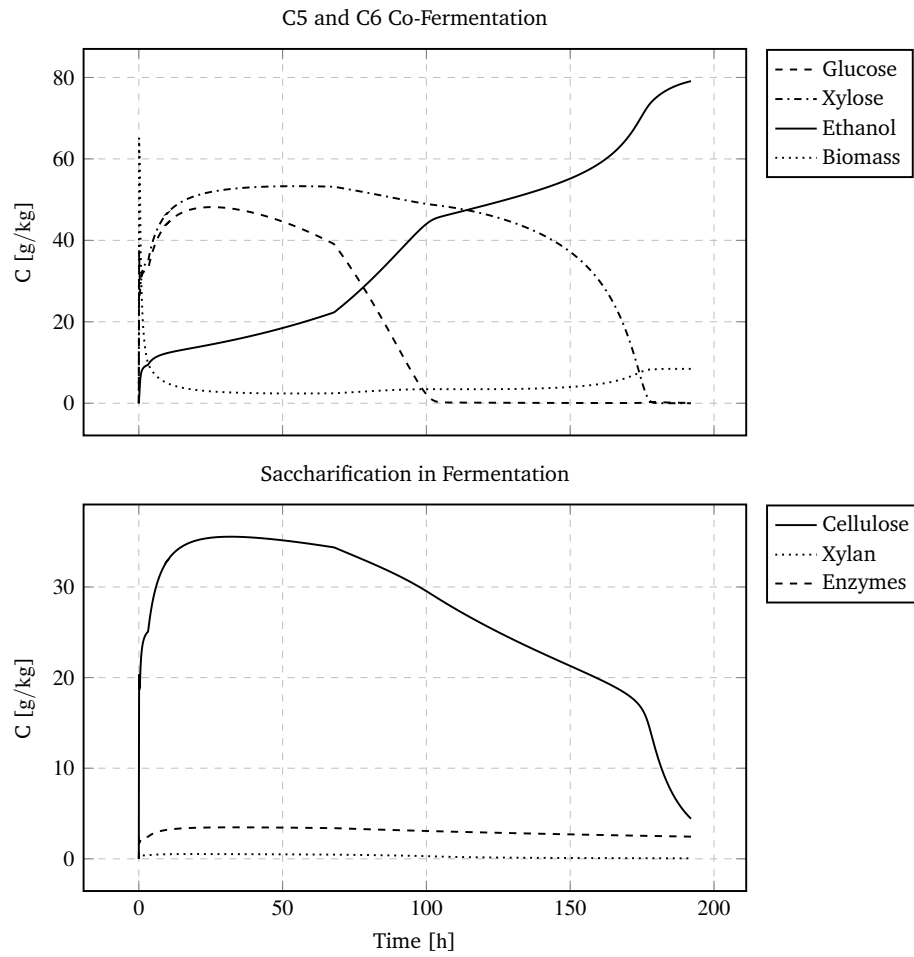 C5 and C6 Co-Fermentation
80
60
40
20
0
C [g/kg]
Glucose
Xylose
Ethanol
Biomass
Saccharification in Fermentation
30
20
10
0
C [g/kg]
Cellulose
Xylan
Enzymes
0 50 100 150 200
Time [h]